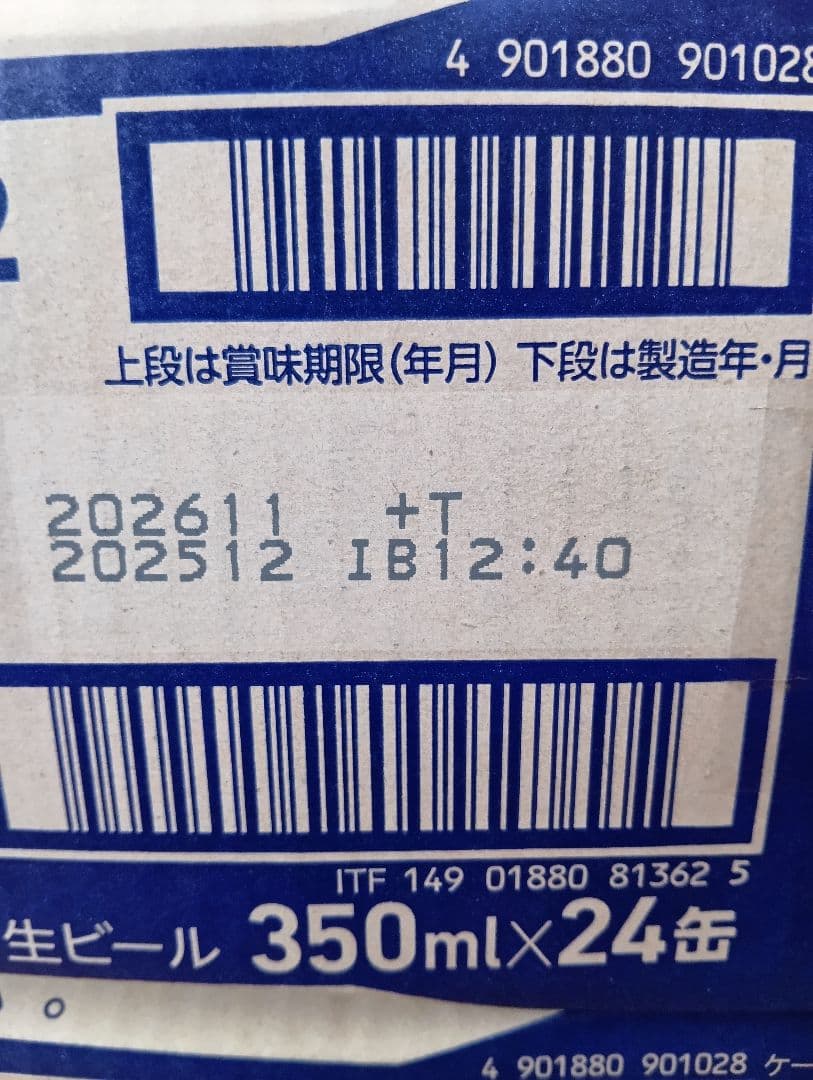 4 901880 901028
2
上段は賞味期限(年月) 下段は製造年・月
202611 +T
202512 IB12:40
ITF 149 01880 81362 5
生ビール 350ml×24缶
。
4 901880 901028 ケー